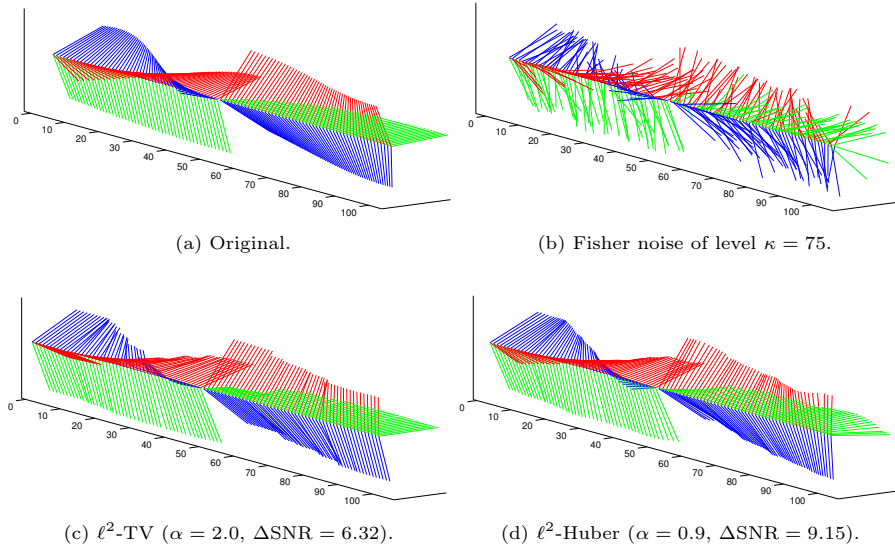 0 10 20 30 40 50 60 70 80 90 100
(a) Original.
0 10 20 30 40 50 60 70 80 90 100
(b) Fisher noise of level κ = 75.
0 10 20 30 40 50 60 70 80 90 100
(c) ℓ²-TV (α = 2.0, ΔSNR = 6.32).
0 10 20 30 40 50 60 70 80 90 100
(d) ℓ²-Huber (α = 0.9, ΔSNR = 9.15).